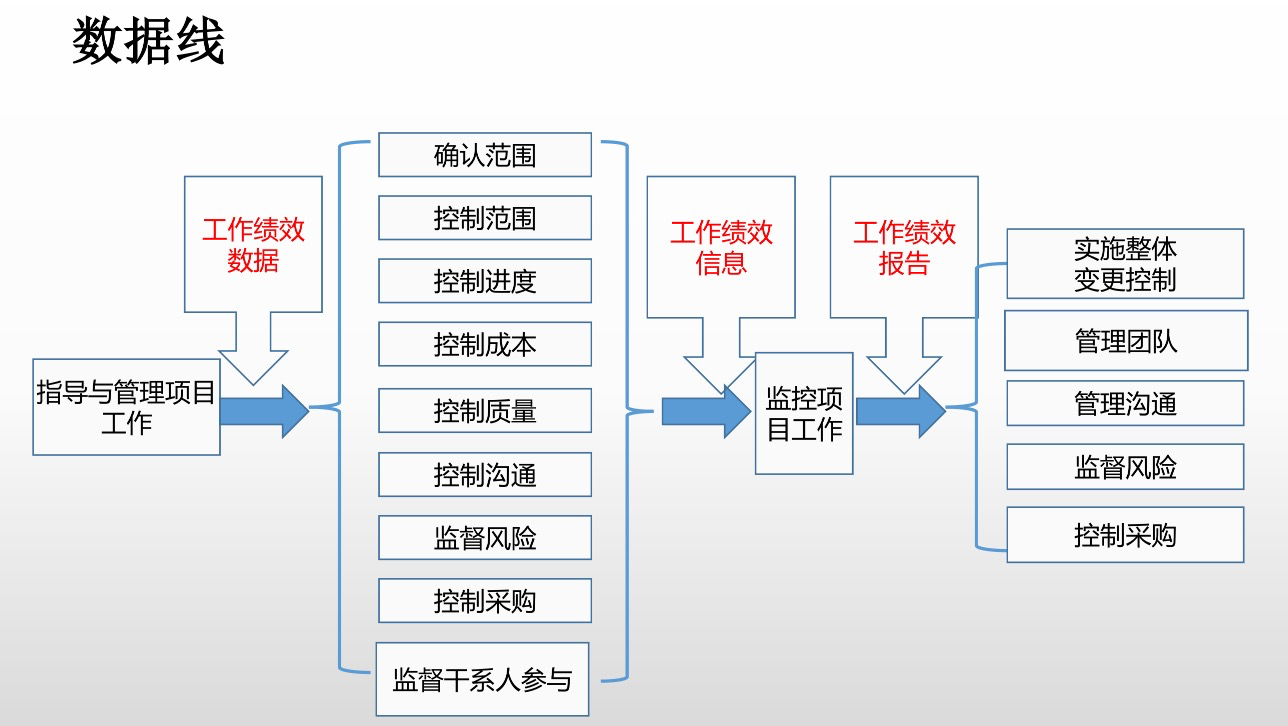 数据线
工作绩效
数据
指导与管理项目
工作
确认范围
控制范围
控制进度
控制成本
控制质量
控制沟通
监督风险
控制采购
监督干系人参与
工作绩效
信息
监控项
目工作
工作绩效
报告
实施整体
变更控制
管理团队
管理沟通
监督风险
控制采购